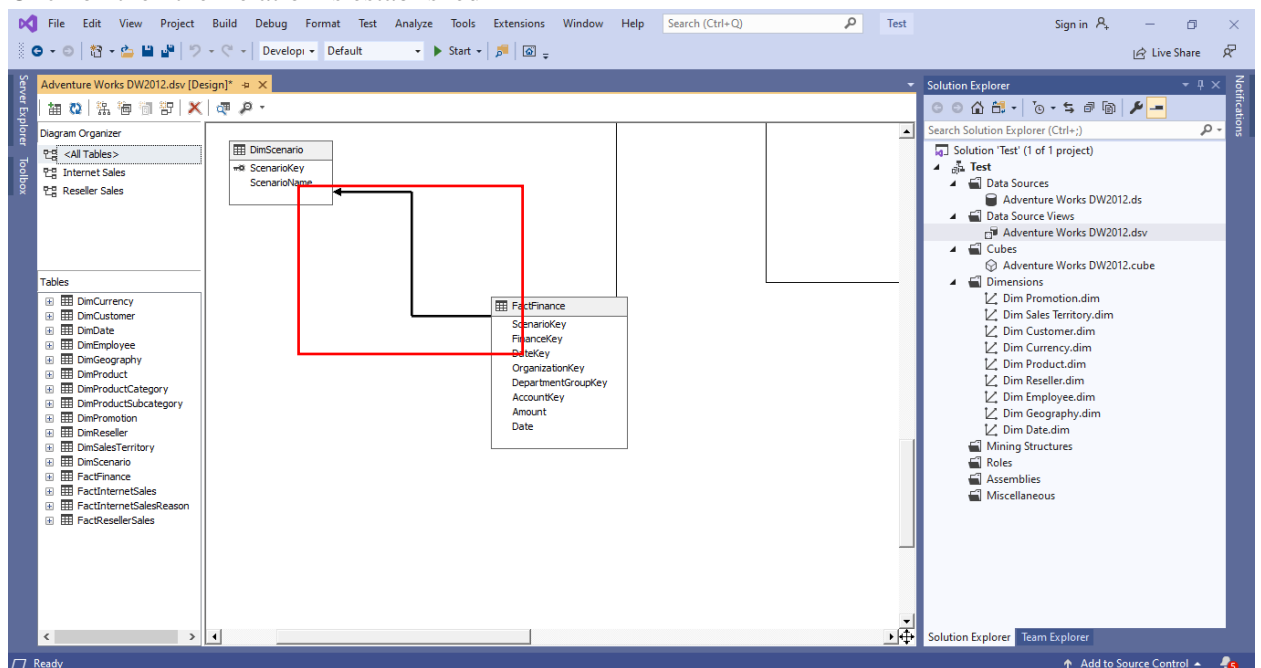 File Edit View Project Build Debug Format Test Analyze Tools Extensions Window Help Search (Ctrl+Q) Test Sign in
Developi Default Start Live Share
Server Explorer
Toolbox
Adventure Works DW2012.dsv [Design]*
Diagram Organizer
<All Tables>
Internet Sales
Reseller Sales
Tables
DimCurrency
DimCustomer
DimDate
DimEmployee
DimGeography
DimProduct
DimProductCategory
DimProductSubcategory
DimPromotion
DimReseller
DimSalesTerritory
DimScenario
FactFinance
FactInternetSales
FactInternetSalesReason
FactResellerSales
DimScenario
ScenarioKey
ScenarioName
FactFinance
ScenarioKey
FinanceKey
DateKey
OrganizationKey
DepartmentGroupKey
AccountKey
Amount
Date
Solution Explorer
Search Solution Explorer (Ctrl+;)
Solution 'Test' (1 of 1 project)
Test
Data Sources
Adventure Works DW2012.ds
Data Source Views
Adventure Works DW2012.dsv
Cubes
Adventure Works DW2012.cube
Dimensions
Dim Promotion.dim
Dim Sales Territory.dim
Dim Customer.dim
Dim Currency.dim
Dim Product.dim
Dim Reseller.dim
Dim Employee.dim
Dim Geography.dim
Dim Date.dim
Mining Structures
Roles
Assemblies
Miscellaneous
Solution Explorer Team Explorer
Notifications
Ready Add to Source Control 5